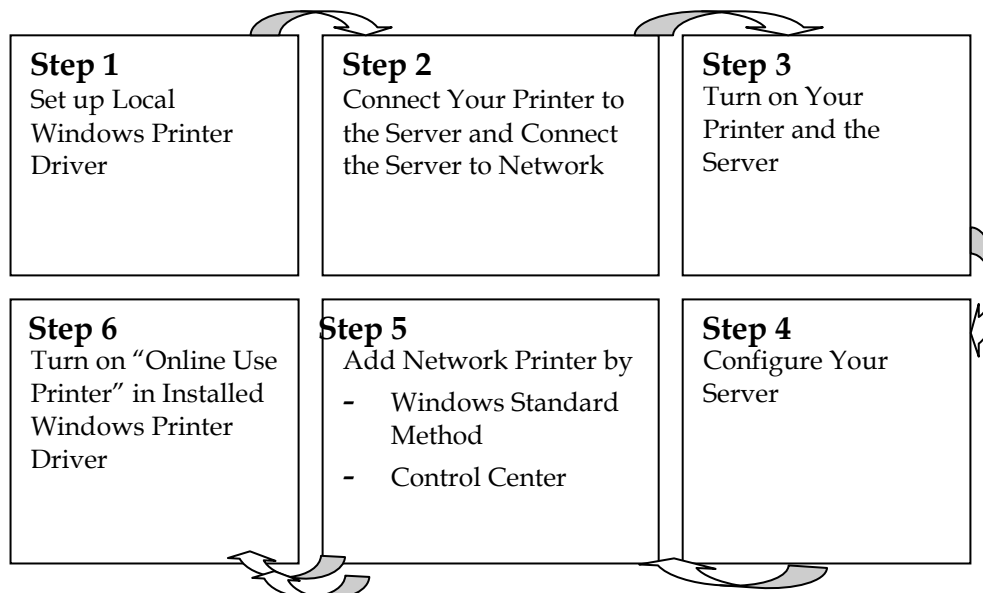 Step 1
Set up Local
Windows Printer
Driver
Step 2
Connect Your Printer to
the Server and Connect
the Server to Network
Step 3
Turn on Your
Printer and the
Server
Step 4
Configure Your
Server
Step 5
Add Network Printer by
- Windows Standard
Method
- Control Center
Step 6
Turn on “Online Use
Printer” in Installed
Windows Printer
Driver